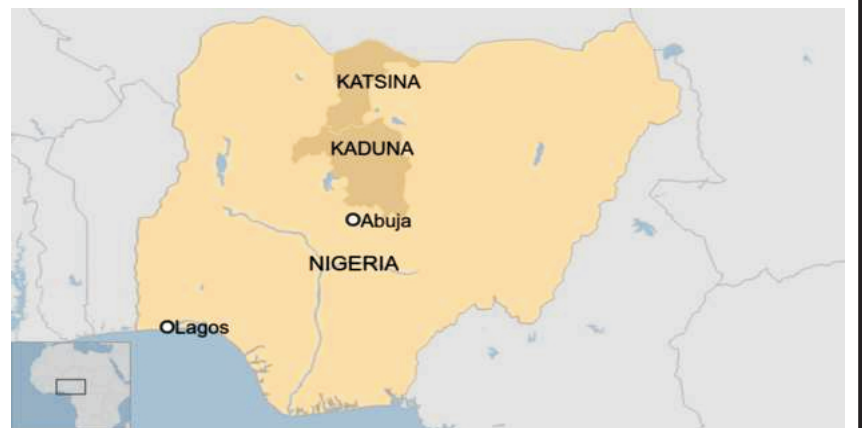 KATSINA
KADUNA
Abuja
NIGERIA
Lagos